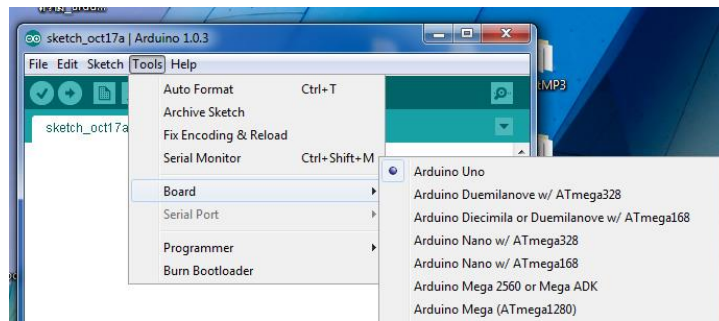 sketch_oct17a | Arduino 1.0.3
File Edit Sketch Tools Help
Auto Format Ctrl+T
Archive Sketch
tMP3
sketch_oct17a
Fix Encoding & Reload
Serial Monitor Ctrl+Shift+M
Board
Serial Port
Programmer
Burn Bootloader
Arduino Uno
Arduino Duemilanove w/ ATmega328
Arduino Diecimila or Duemilanove w/ ATmega168
Arduino Nano w/ ATmega328
Arduino Nano w/ ATmega168
Arduino Mega 2560 or Mega ADK
Arduino Mega (ATmega1280)